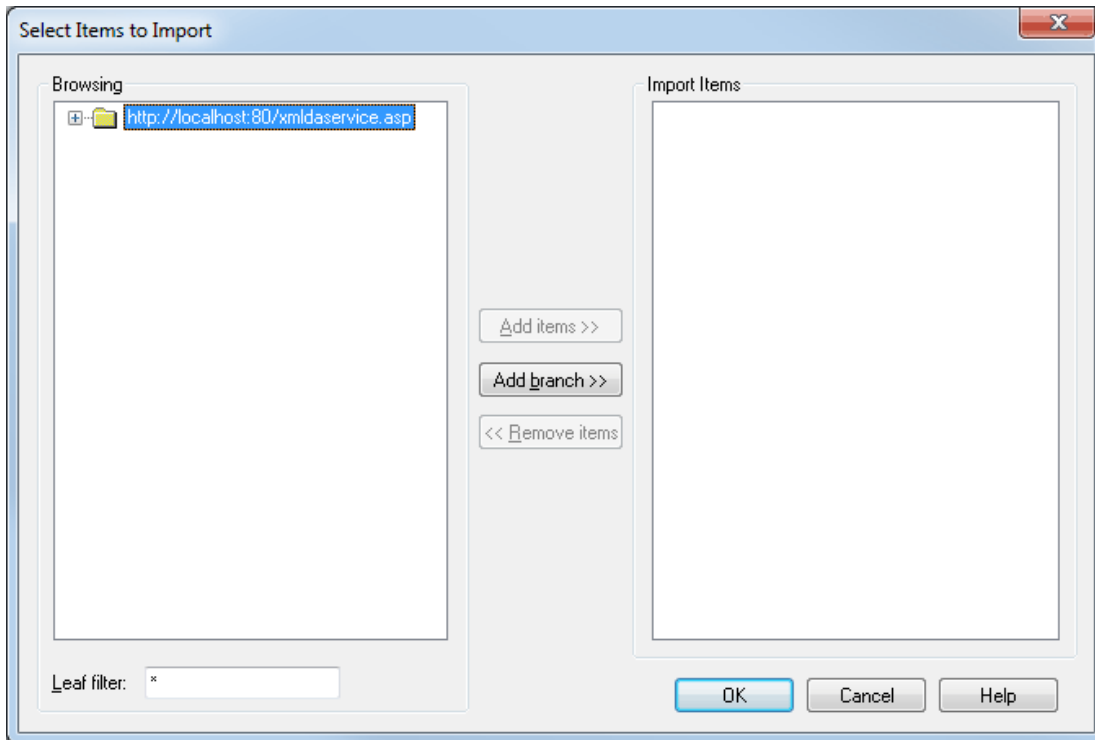 Select Items to Import
Browsing
Import Items
http://localhost:80/xmldaservice.asp
Add items >>
Add branch >>
<< Remove items
Leaf filter:
*
OK
Cancel
Help